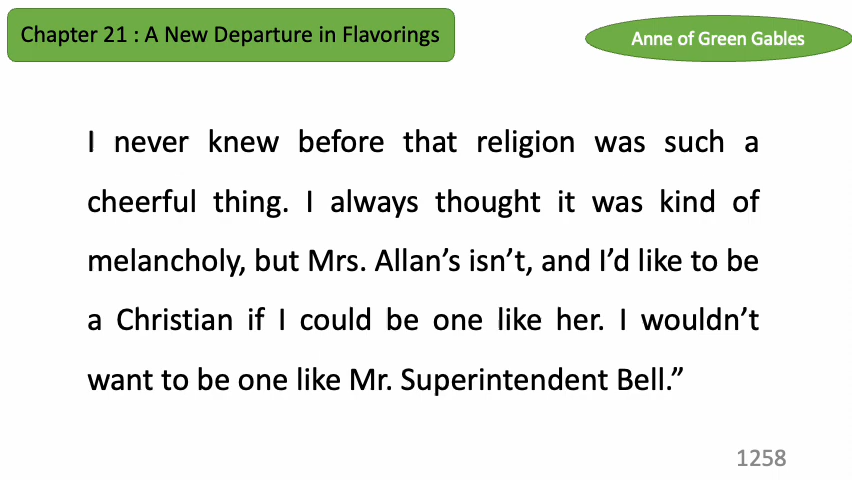 Chapter 21 : A New Departure in Flavorings
Anne of Green Gables
I never knew before that religion was such a
cheerful thing. I always thought it was kind of
melancholy, but Mrs. Allan’s isn’t, and I’d like to be
a Christian if I could be one like her. I wouldn’t
want to be one like Mr. Superintendent Bell.”
1258